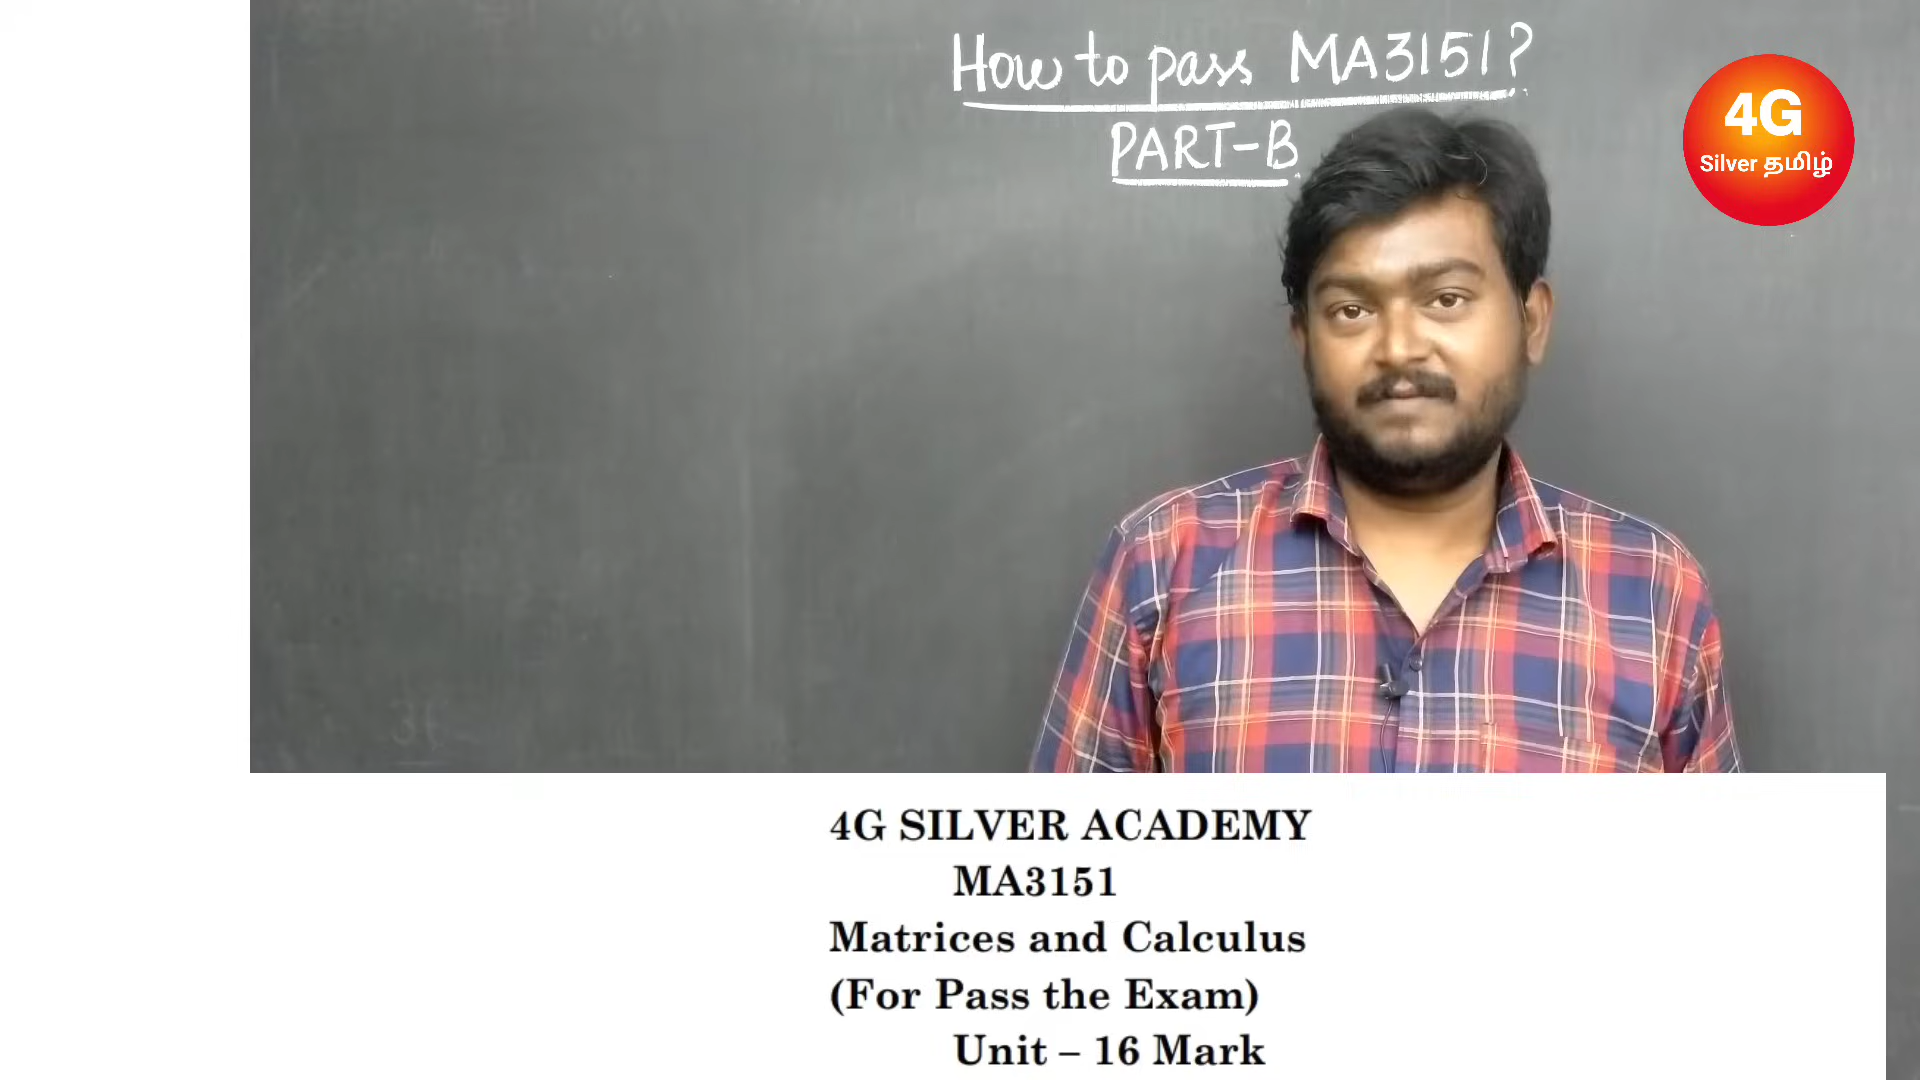 How to pass MA3151?
PART-B
4G
Silver தமிழ்
4G SILVER ACADEMY
MA3151
Matrices and Calculus
(For Pass the Exam)
Unit – 16 Mark